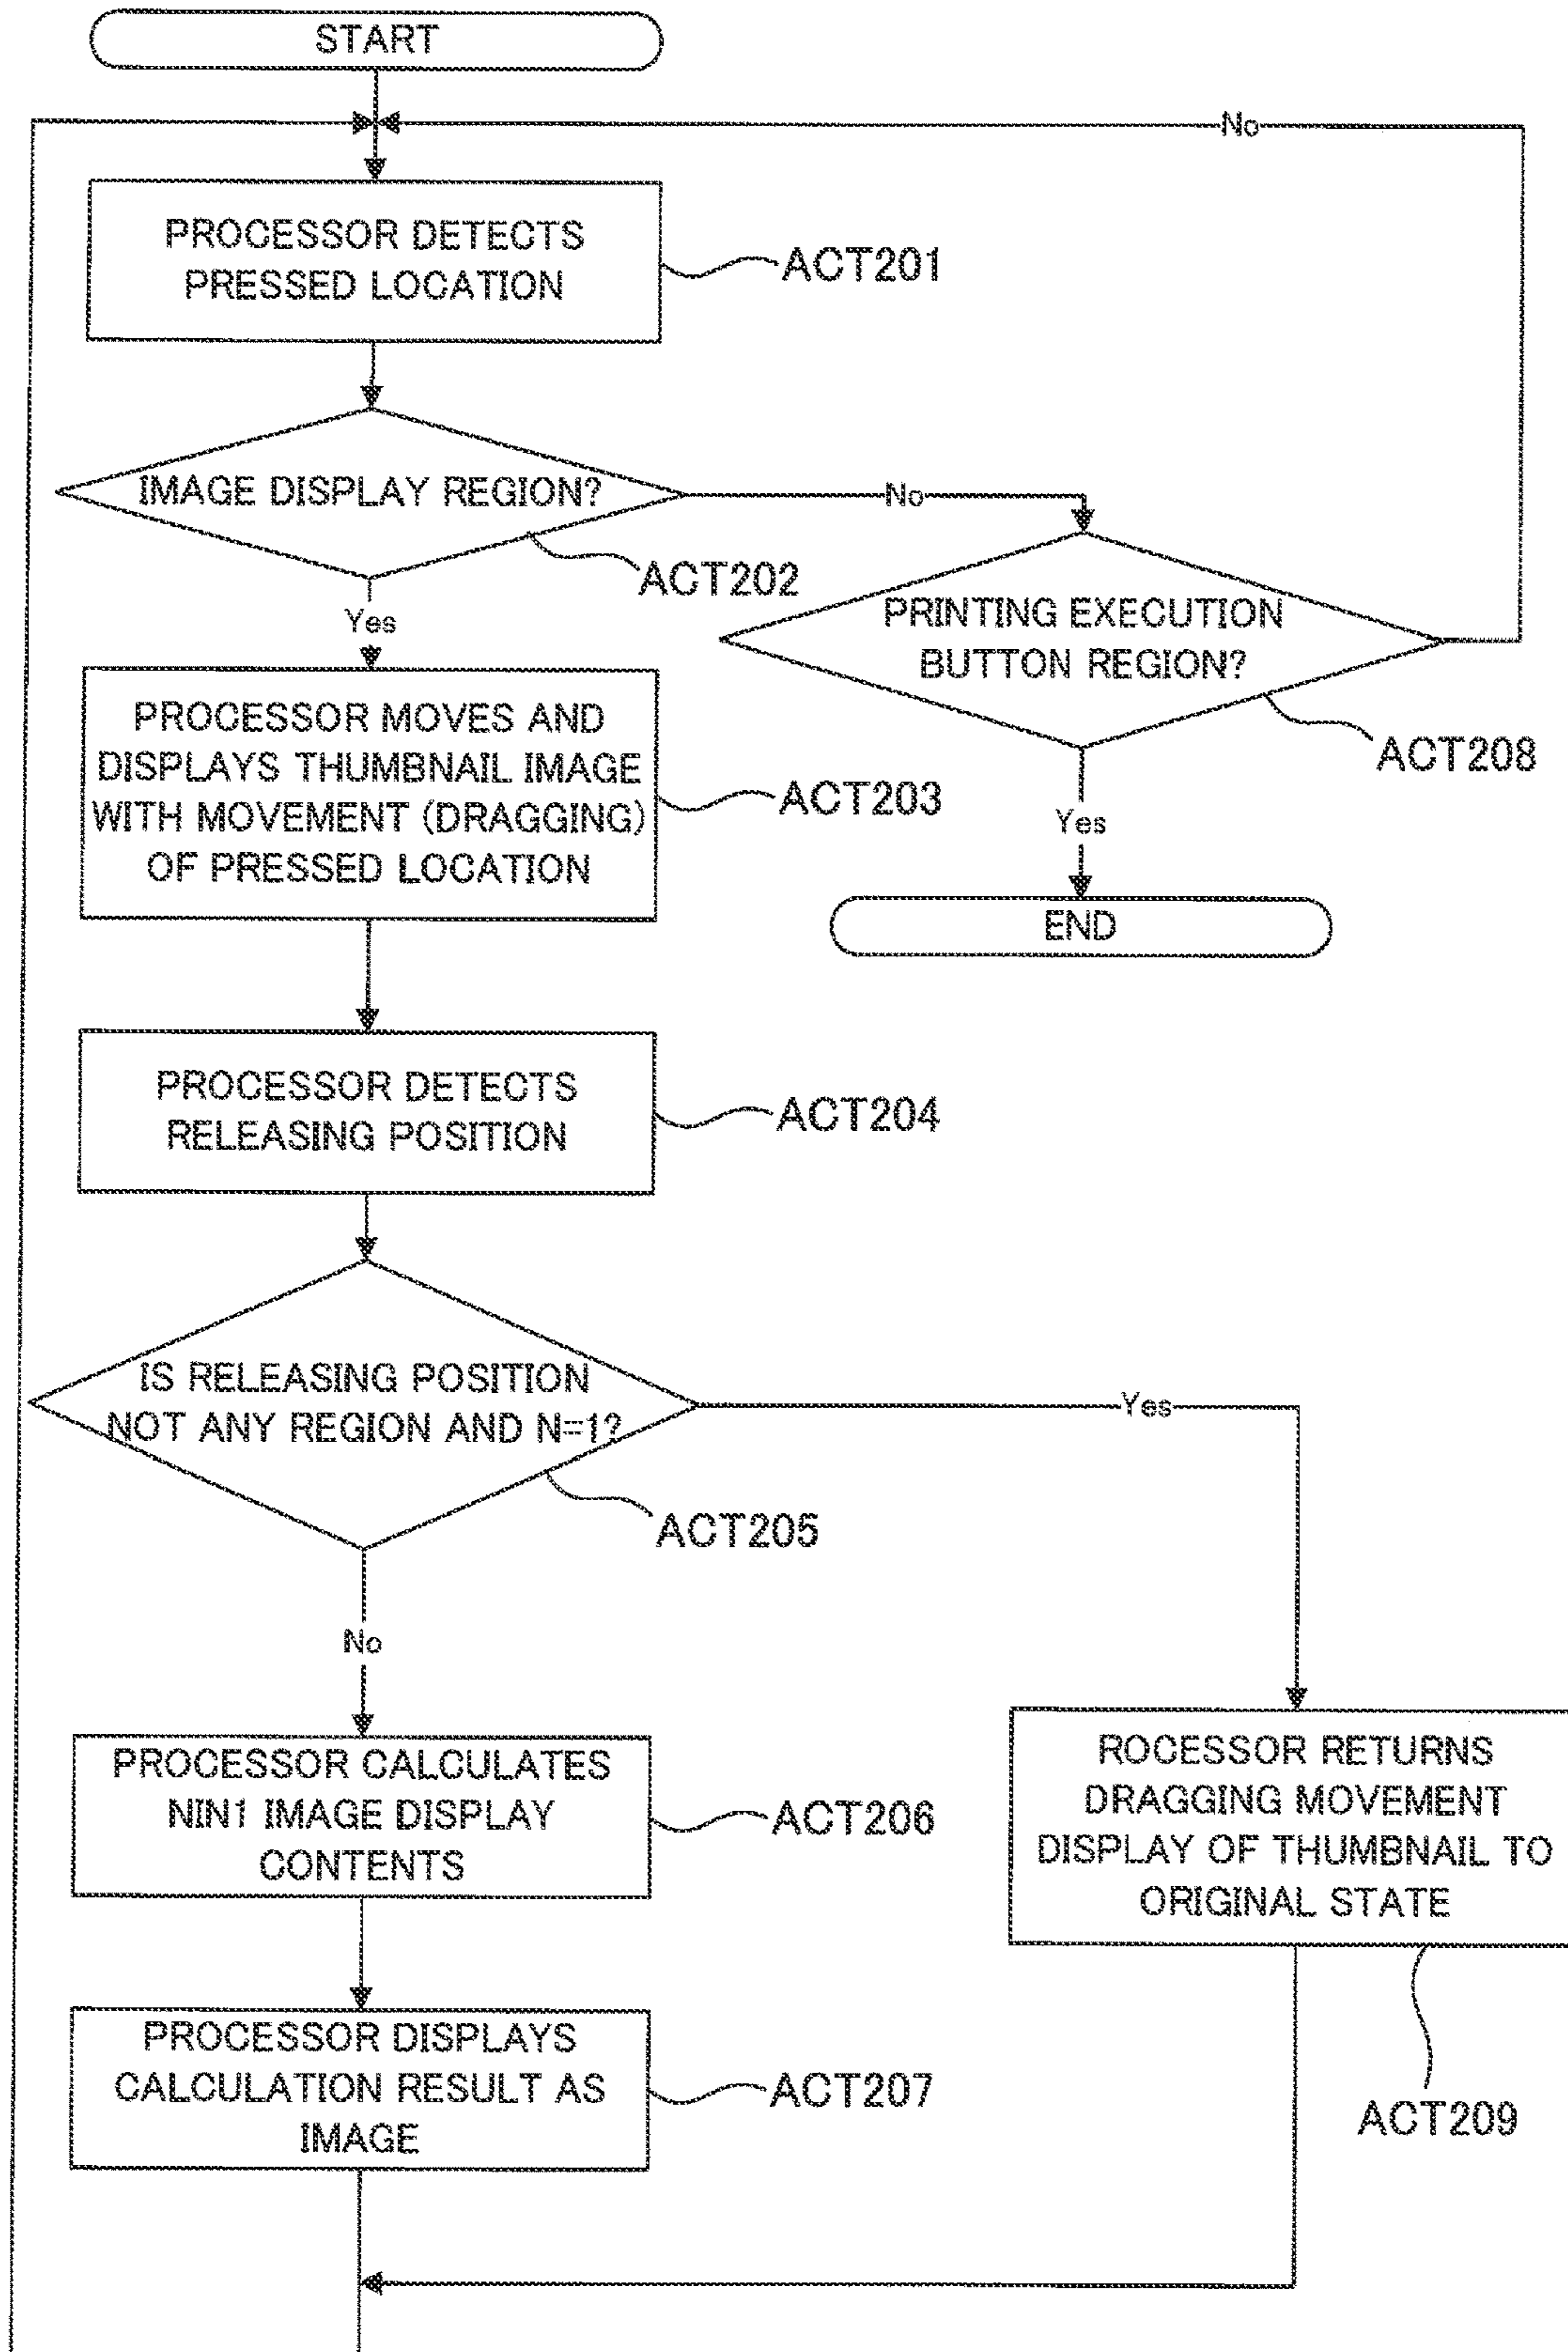 START
No
PROCESSOR DETECTS
PRESSED LOCATION
ACT201
IMAGE DISPLAY REGION?
No
ACT202
Yes
PRINTING EXECUTION
BUTTON REGION?
ACT208
Yes
END
PROCESSOR MOVES AND
DISPLAYS THUMBNAIL IMAGE
WITH MOVEMENT (DRAGGING)
OF PRESSED LOCATION
ACT203
PROCESSOR DETECTS
RELEASING POSITION
ACT204
IS RELEASING POSITION
NOT ANY REGION AND N=1?
Yes
ACT205
No
PROCESSOR CALCULATES
NIN1 IMAGE DISPLAY
CONTENTS
ACT206
ROCESSOR RETURNS
DRAGGING MOVEMENT
DISPLAY OF THUMBNAIL TO
ORIGINAL STATE
ACT209
PROCESSOR DISPLAYS
CALCULATION RESULT AS
IMAGE
ACT207